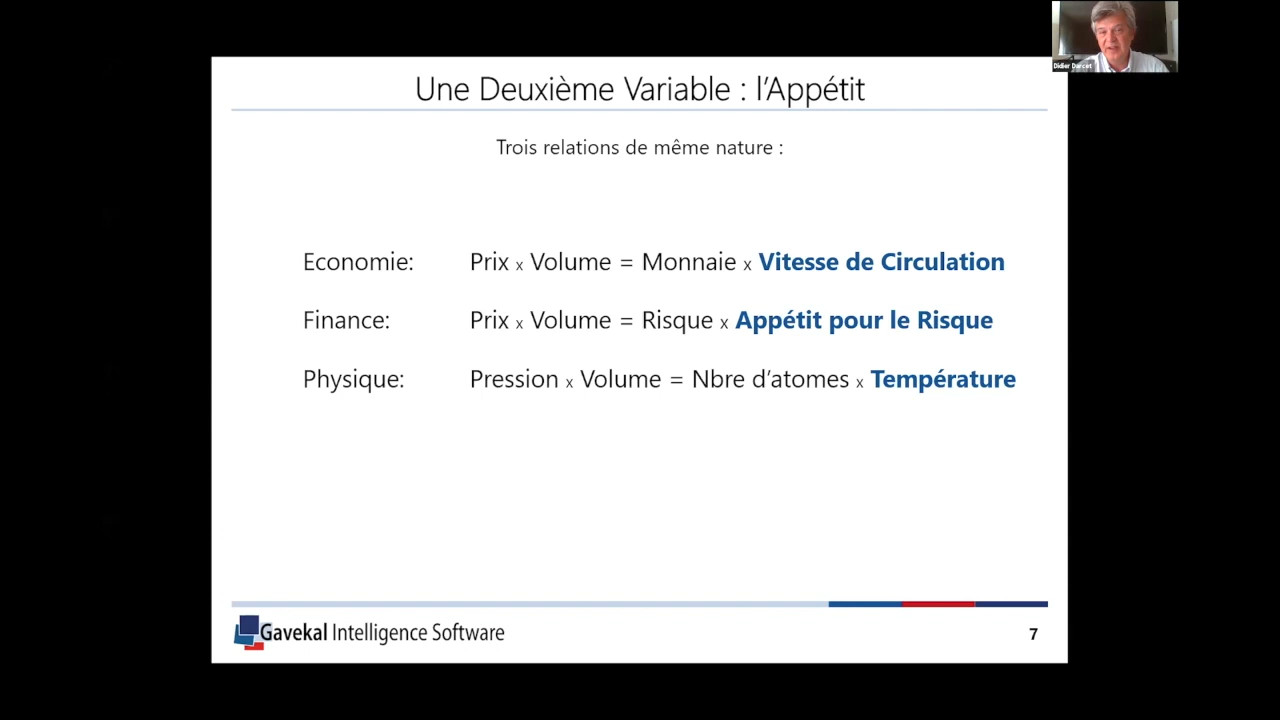 Didier Darcet
Une Deuxième Variable : l’Appétit
Trois relations de même nature :
Economie: Prix x Volume = Monnaie x Vitesse de Circulation
Finance: Prix x Volume = Risque x Appétit pour le Risque
Physique: Pression x Volume = Nbre d’atomes x Température
Gavekal Intelligence Software
7